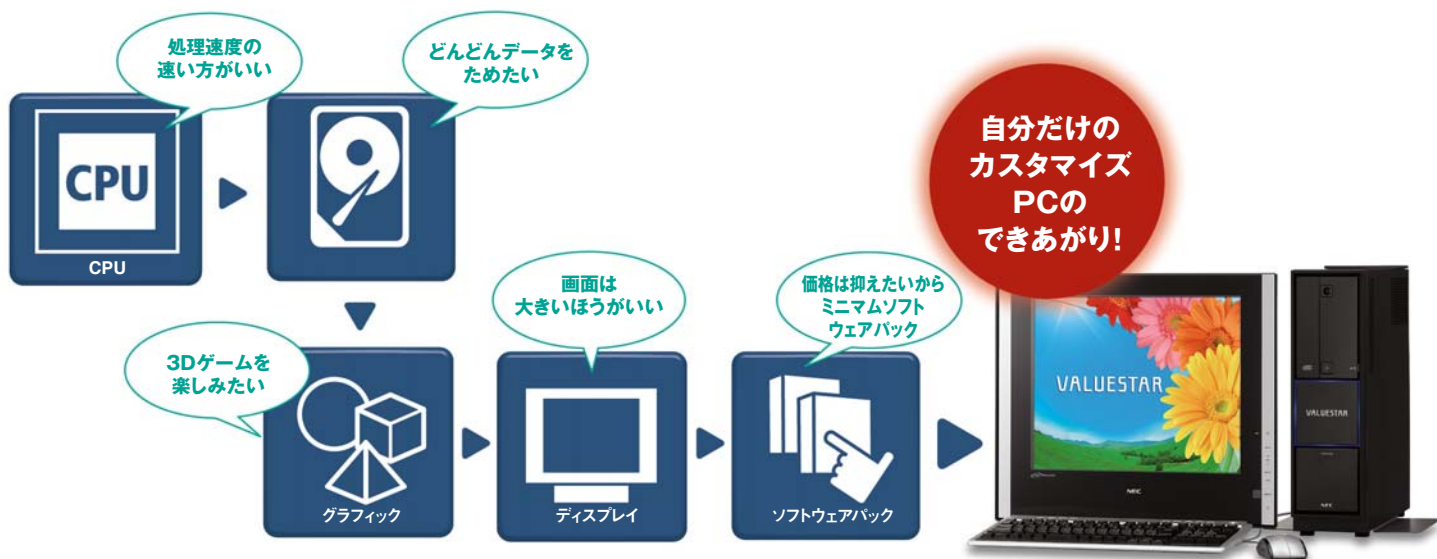 処理速度の
速い方がいい
CPU
CPU
どんどんデータを
ためたい
3Dゲームを
楽しみたい
グラフィック
画面は
大きいほうがいい
ディスプレイ
価格は抑えたいから
ミニマムソフト
ウェアパック
ソフトウェアパック
自分だけの
カスタマイズ
PCの
できあがり!
VALUESTAR
NEC
VALUESTAR
NEC